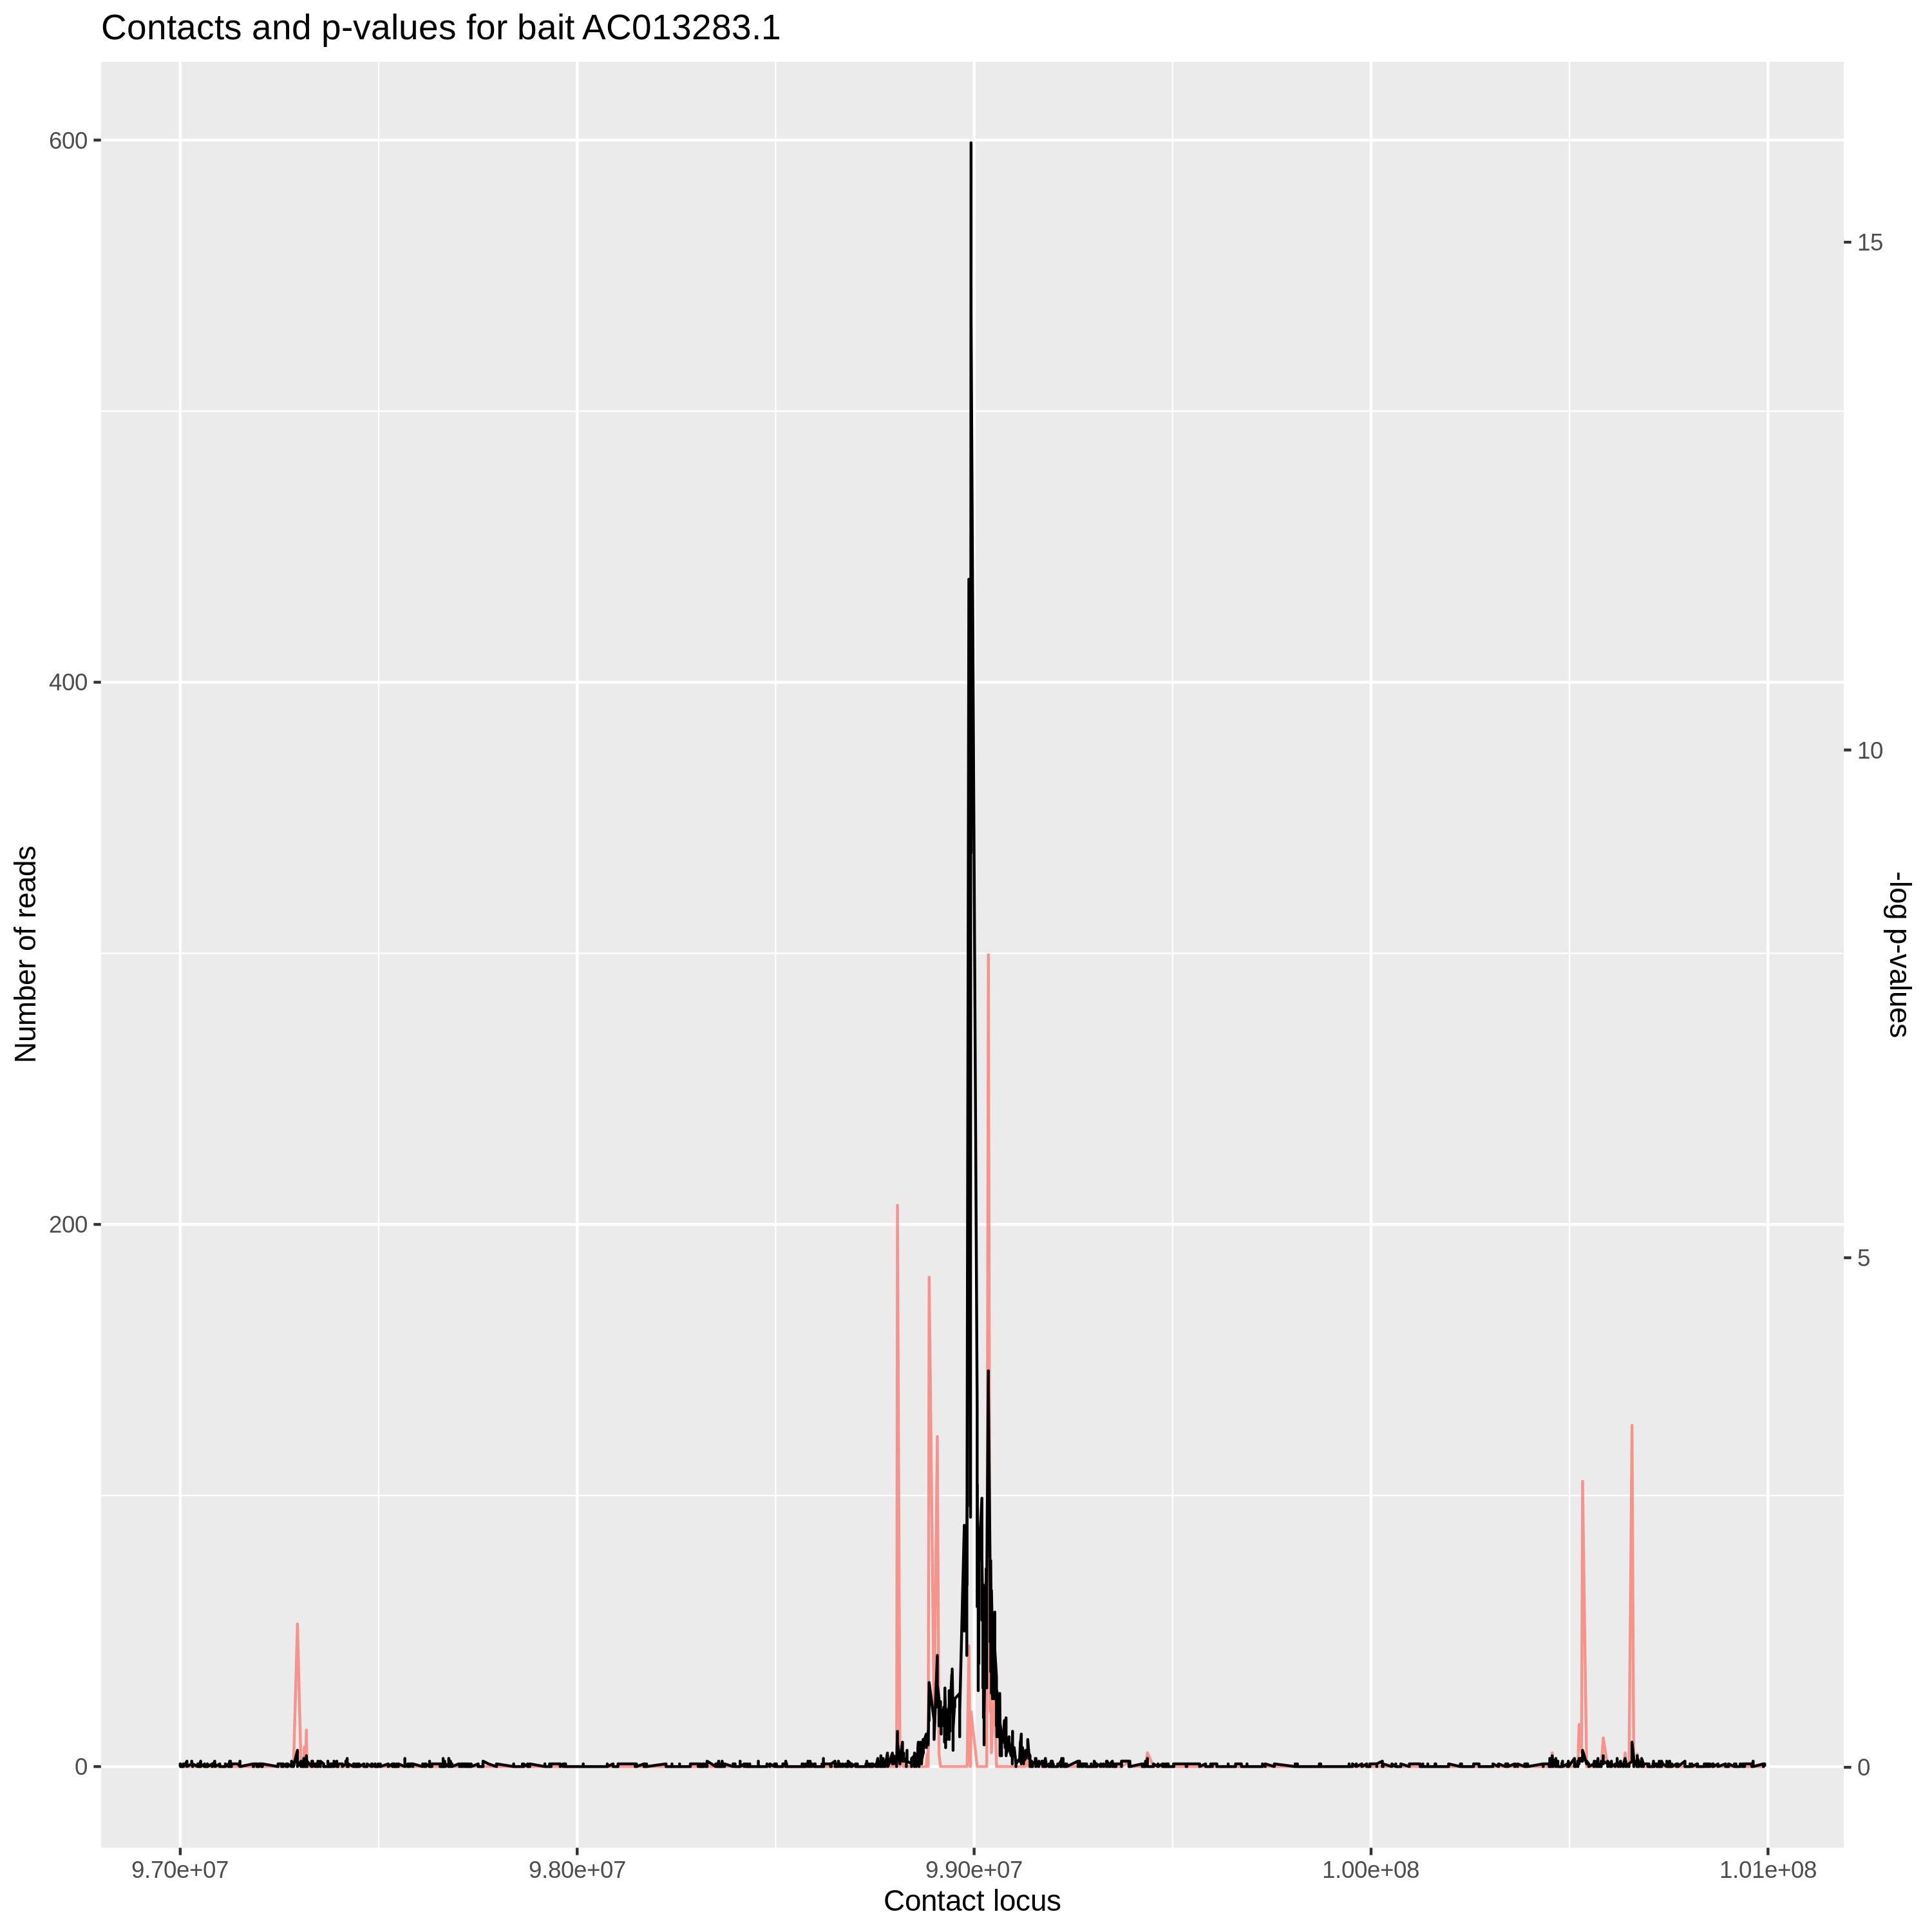 Contacts and p-values for bait AC013283.1
600
400
200
0
Number of reads
15
10
5
0
-log p-values
9.70e+07 9.80e+07 9.90e+07 1.00e+08 1.01e+08
Contact locus